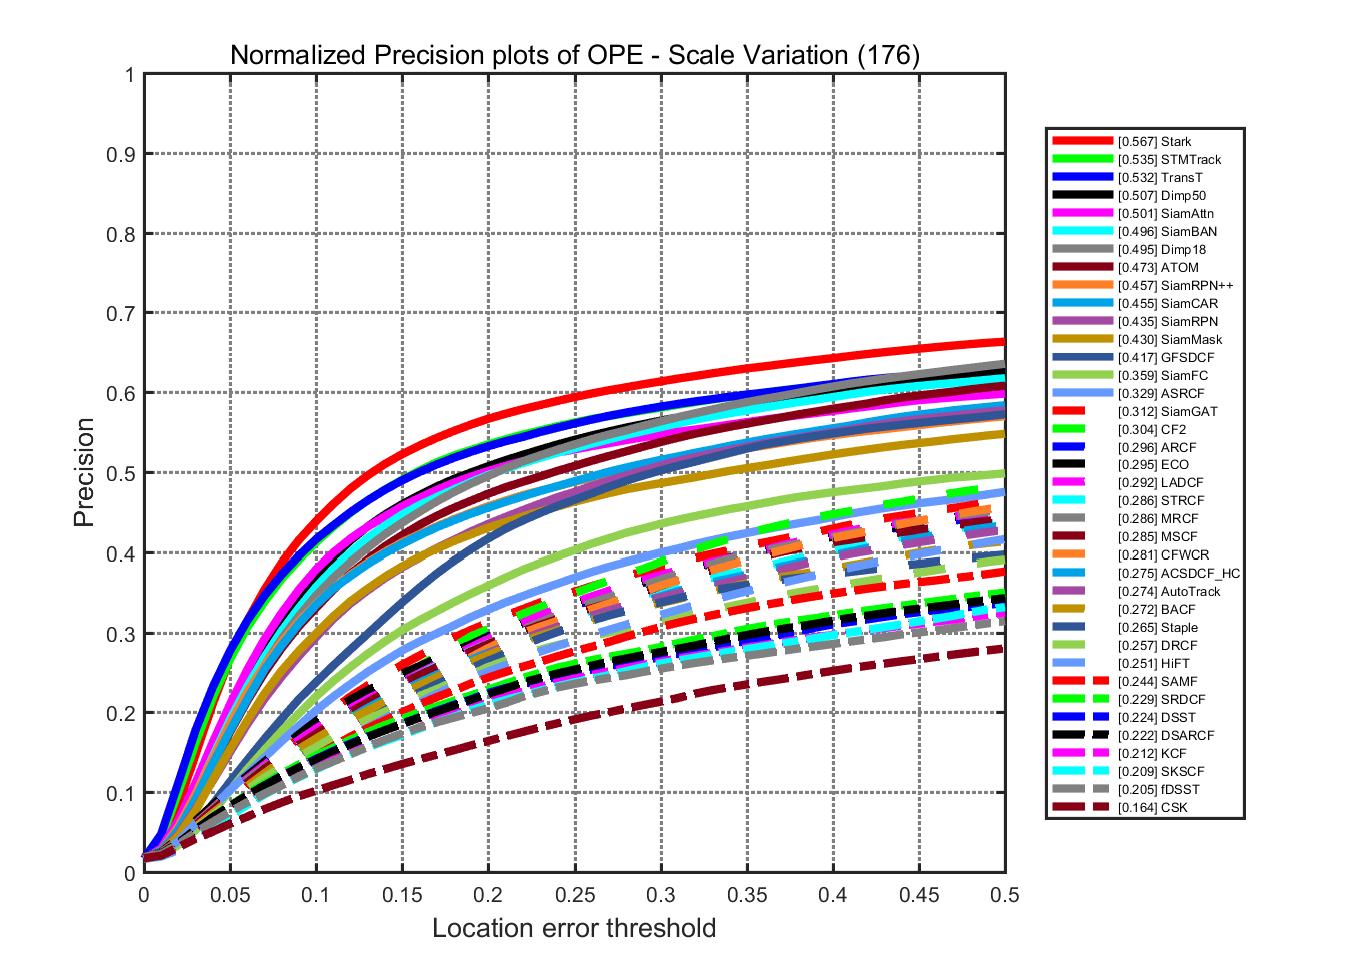 Normalized Precision plots of OPE - Scale Variation (176)
1
0.9
0.8
0.7
0.6
0.5
0.4
0.3
0.2
0.1
0
Precision
0 0.05 0.1 0.15 0.2 0.25 0.3 0.35 0.4 0.45 0.5
Location error threshold
[0.567] Stark
[0.535] STMTrack
[0.532] TransT
[0.507] Dimp50
[0.501] SiamAttn
[0.496] SiamBAN
[0.495] Dimp18
[0.473] ATOM
[0.457] SiamRPN++
[0.455] SiamCAR
[0.435] SiamRPN
[0.430] SiamMask
[0.417] GFSDCF
[0.359] SiamFC
[0.329] ASRCF
[0.312] SiamGAT
[0.304] CF2
[0.296] ARCF
[0.295] ECO
[0.292] LADCF
[0.286] STRCF
[0.286] MRCF
[0.285] MSCF
[0.281] CFWCR
[0.275] ACSDCF_HC
[0.274] AutoTrack
[0.272] BACF
[0.265] Staple
[0.257] DRCF
[0.251] HiFT
[0.244] SAMF
[0.229] SRDCF
[0.224] DSST
[0.222] DSARCF
[0.212] KCF
[0.209] SKSCF
[0.205] fDSST
[0.164] CSK